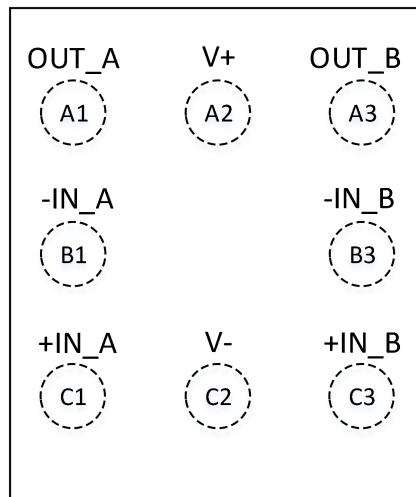 OUT_A V+ OUT_B
A1 A2 A3
-IN_A -IN_B
B1 B3
+IN_A V- +IN_B
C1 C2 C3